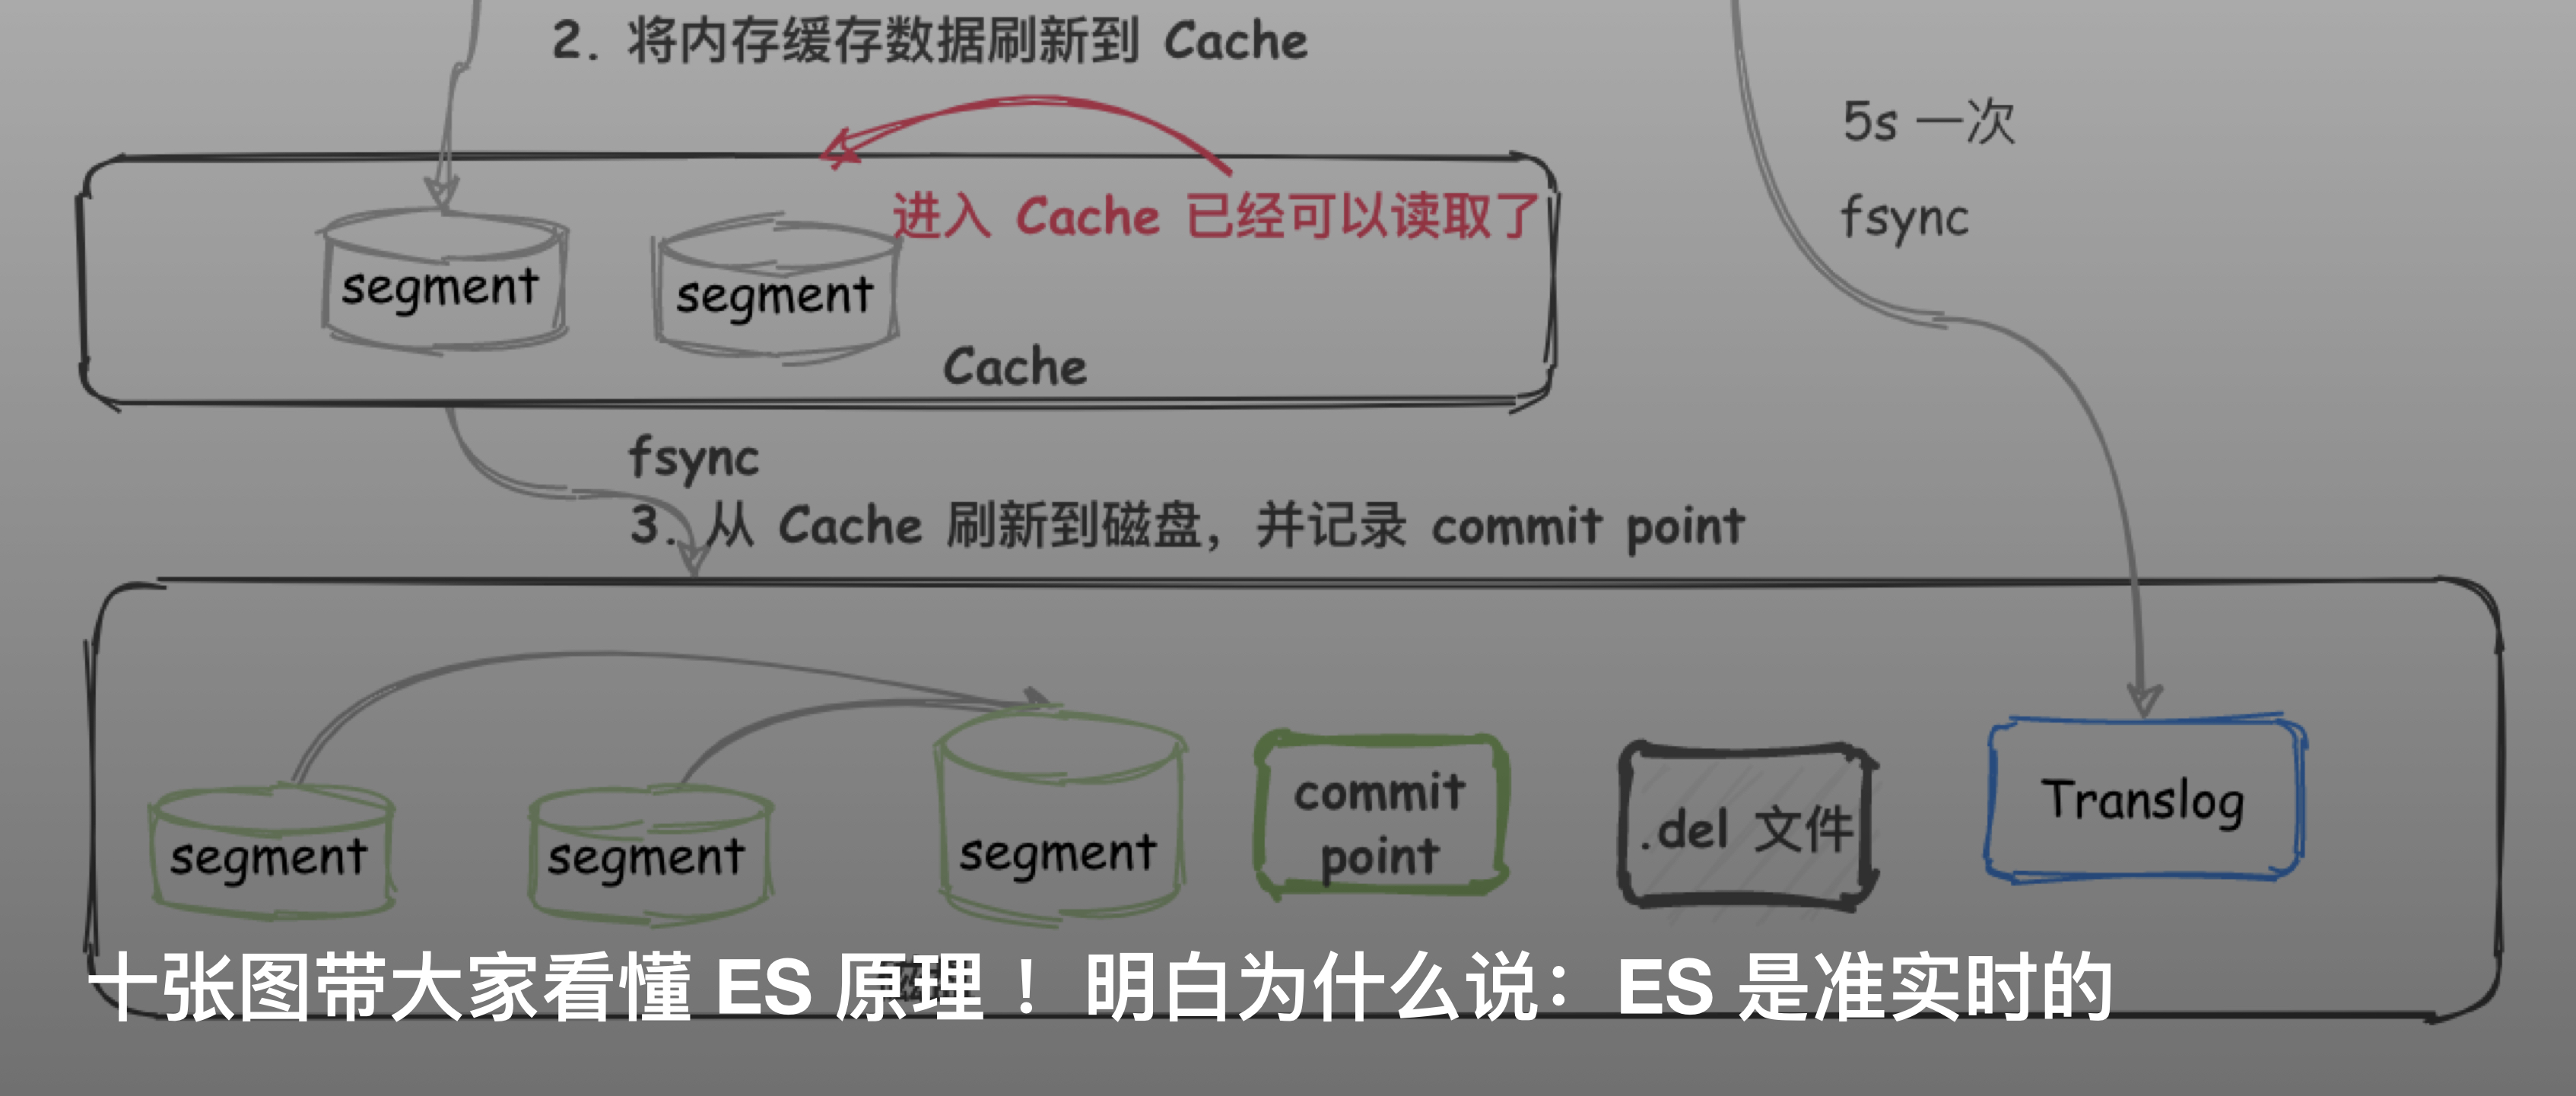 2. 将内存缓存数据刷新到 Cache
5s 一次
fsync
进入 Cache 已经可以读取了
segment
segment
Cache
fsync
3. 从 Cache 刷新到磁盘，并记录 commit point
segment
segment
segment
commit
point
.del 文件
Translog
十张图带大家看懂 ES 原理 ！ 明白为什么说：ES 是准实时的